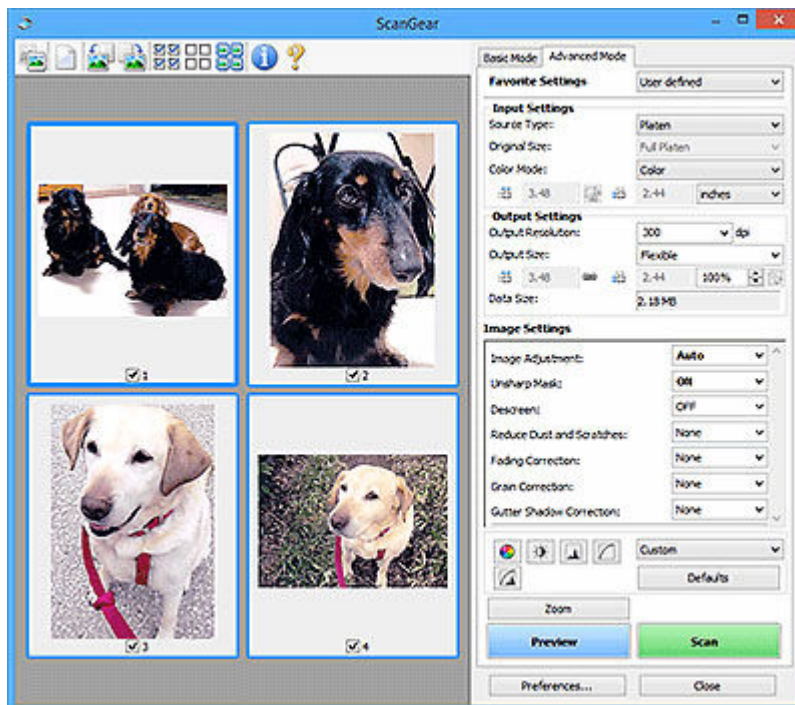 ScanGear
Basic Mode Advanced Mode
Favorite Settings User defined
Input Settings
Source Type: Platen
Original Size: Full Platen
Color Mode: Color
3.48 2.44 inches
Output Settings
Output Resolution: 300 dpi
Output Size: Flexible
3.48 2.44 100%
Data Size: 2.18 MB
Image Settings
Image Adjustment: Auto
Unsharp Mask: ON
Descreen: OFF
Reduce Dust and Scratches: None
Fading Correction: None
Grain Correction: None
Gutter Shadow Correction: None
Custom
Defaults
Zoom
Preview Scan
Preferences... Close
1
2
3
4